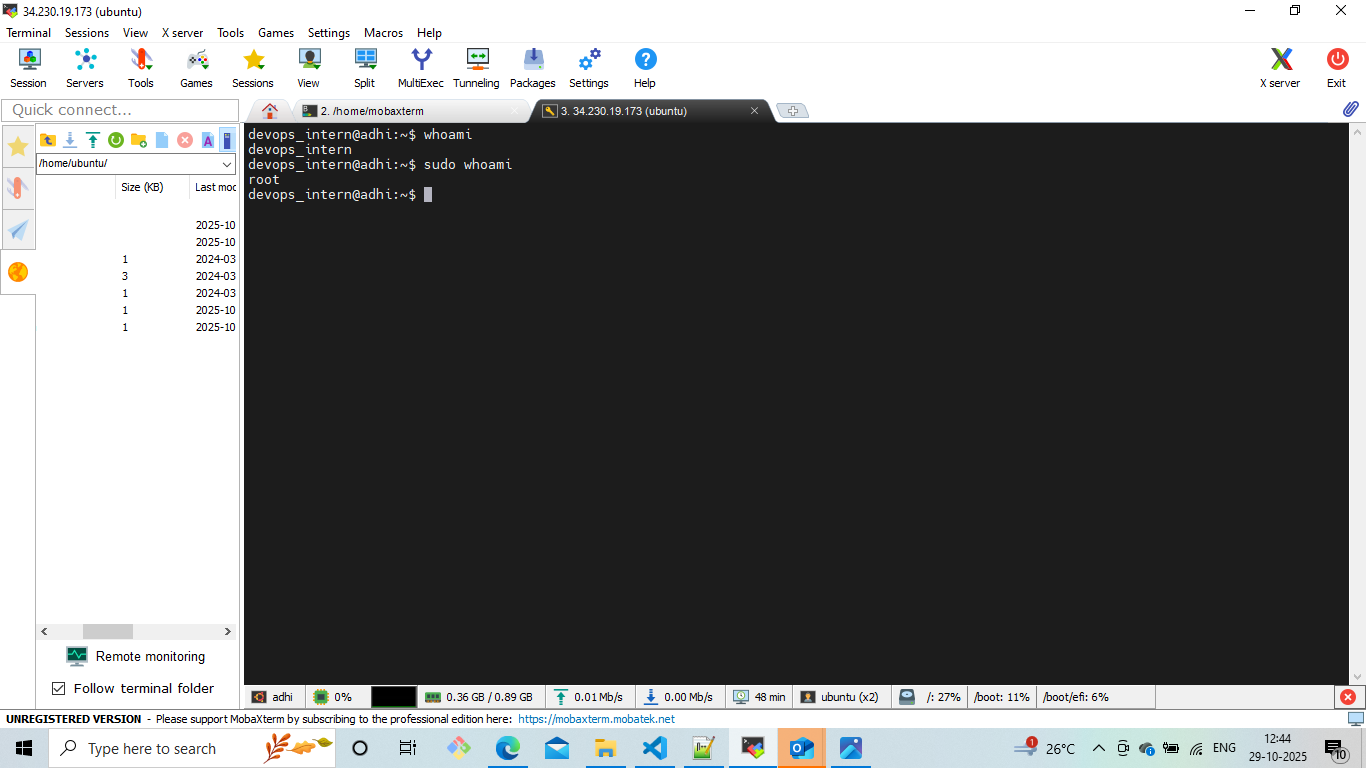 34.230.19.173 (ubuntu)
Terminal Sessions View X server Tools Games Settings Macros Help
Session Servers Tools Games Sessions View Split MultiExec Tunneling Packages Settings Help X server Exit
Quick connect...
2. /home/mobaxterm
3. 34.230.19.173 (ubuntu)
/home/ubuntu/
Size (KB) Last mod
2025-10
2025-10
1 2024-03
3 2024-03
1 2024-03
1 2025-10
1 2025-10
devops_intern@adhi:~$ whoami
devops_intern
devops_intern@adhi:~$ sudo whoami
root
devops_intern@adhi:~$
Remote monitoring
Follow terminal folder
adhi 0% 0.36 GB / 0.89 GB 0.01 Mb/s 0.00 Mb/s 48 min ubuntu (x2) /: 27% /boot: 11% /boot/efi: 6%
UNREGISTERED VERSION - Please support MobaXterm by subscribing to the professional edition here: https://mobaxterm.mobatek.net
Type here to search
1 26°C ENG
12:44
29-10-2025
10